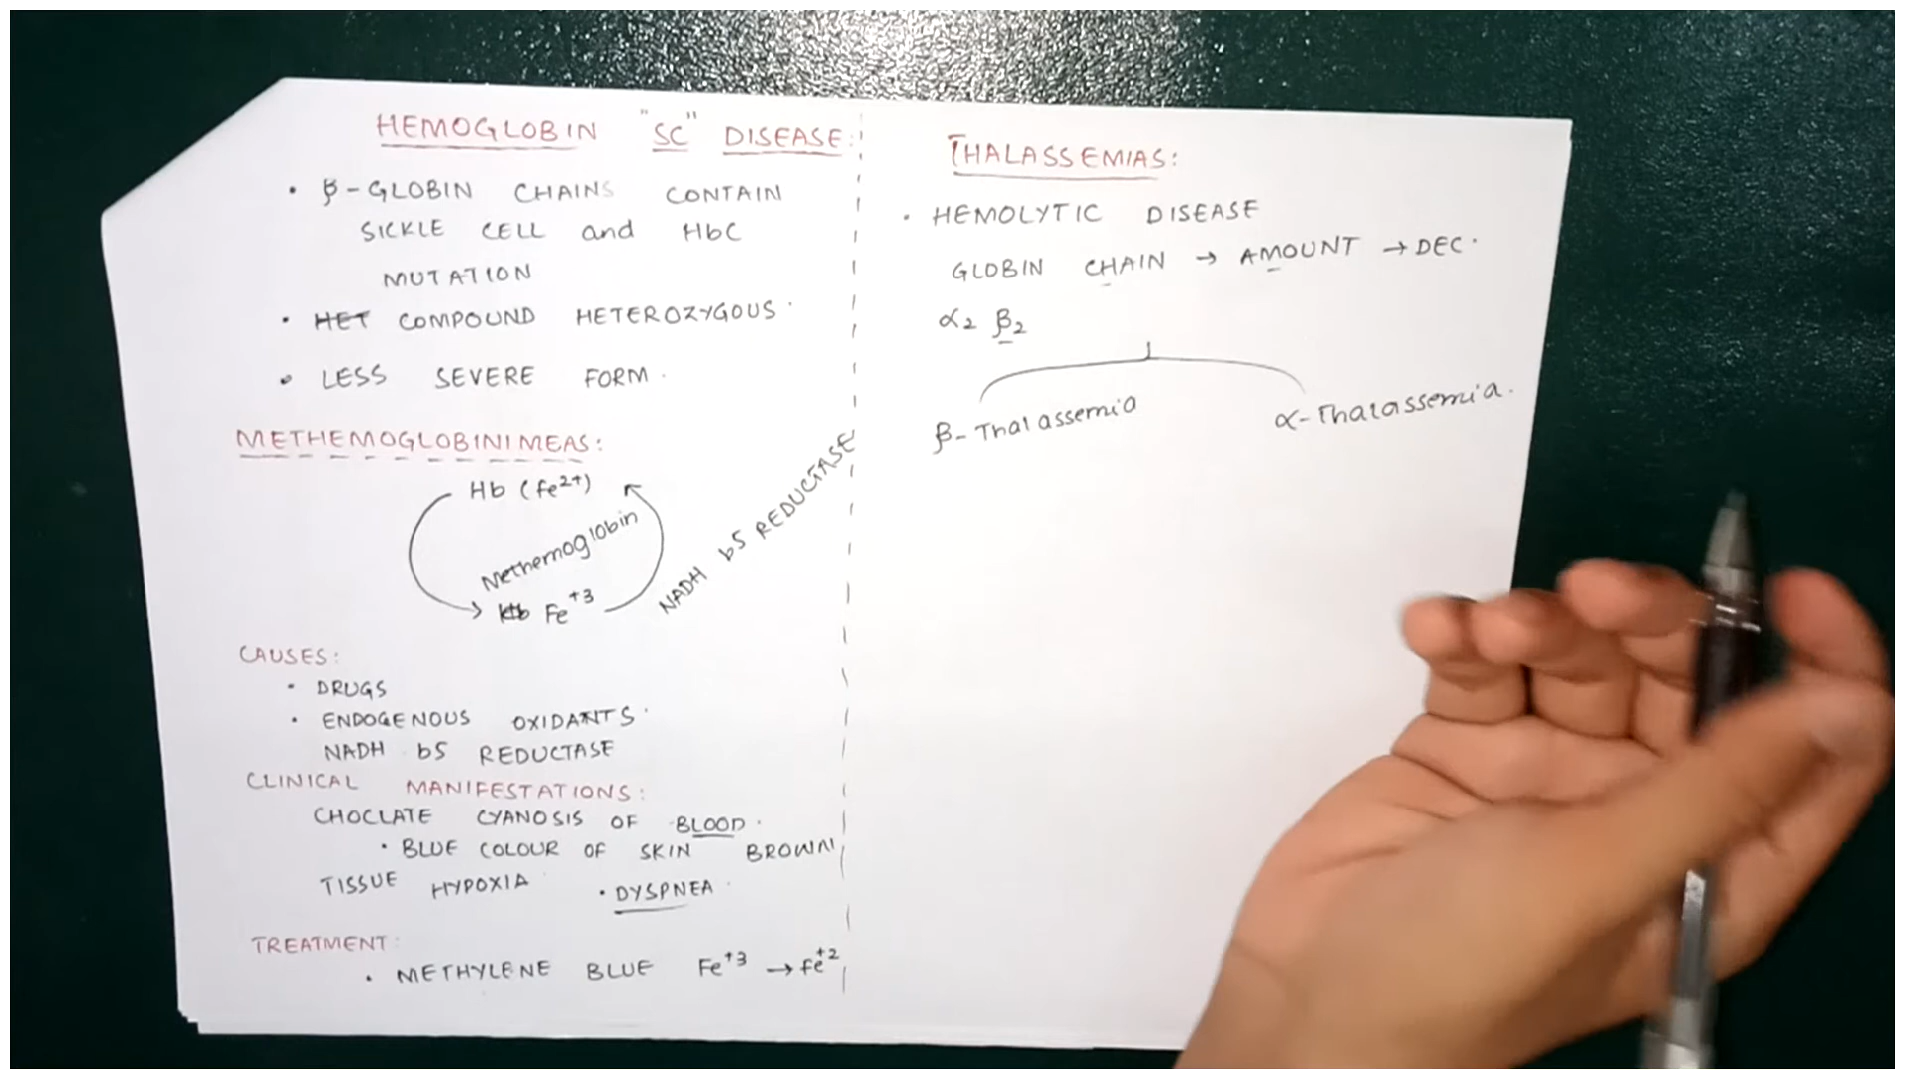 HEMOGLOBIN "SC" DISEASE:
• β-GLOBIN CHAINS CONTAIN
SICKLE CELL and HbC
MUTATION
• HET COMPOUND HETEROZYGOUS.
• LESS SEVERE FORM.
METHEMOGLOBINIMEAS:
Hb (fe2+)
Methemoglobin
Hb Fe+3
NADH b5 REDUCTASE
CAUSES:
• DRUGS
• ENDOGENOUS OXIDANTS.
NADH b5 REDUCTASE
CLINICAL MANIFESTATIONS:
CHOCLATE CYANOSIS OF BLOOD.
• BLUE COLOUR OF SKIN BROWN
TISSUE HYPOXIA • DYSPNEA
TREATMENT:
• METHYLENE BLUE Fe+3 → fe+2
THALASSEMIAS:
• HEMOLYTIC DISEASE
GLOBIN CHAIN → AMOUNT → DEC.
α2 β2
β-Thalassemia α-Thalassemia.